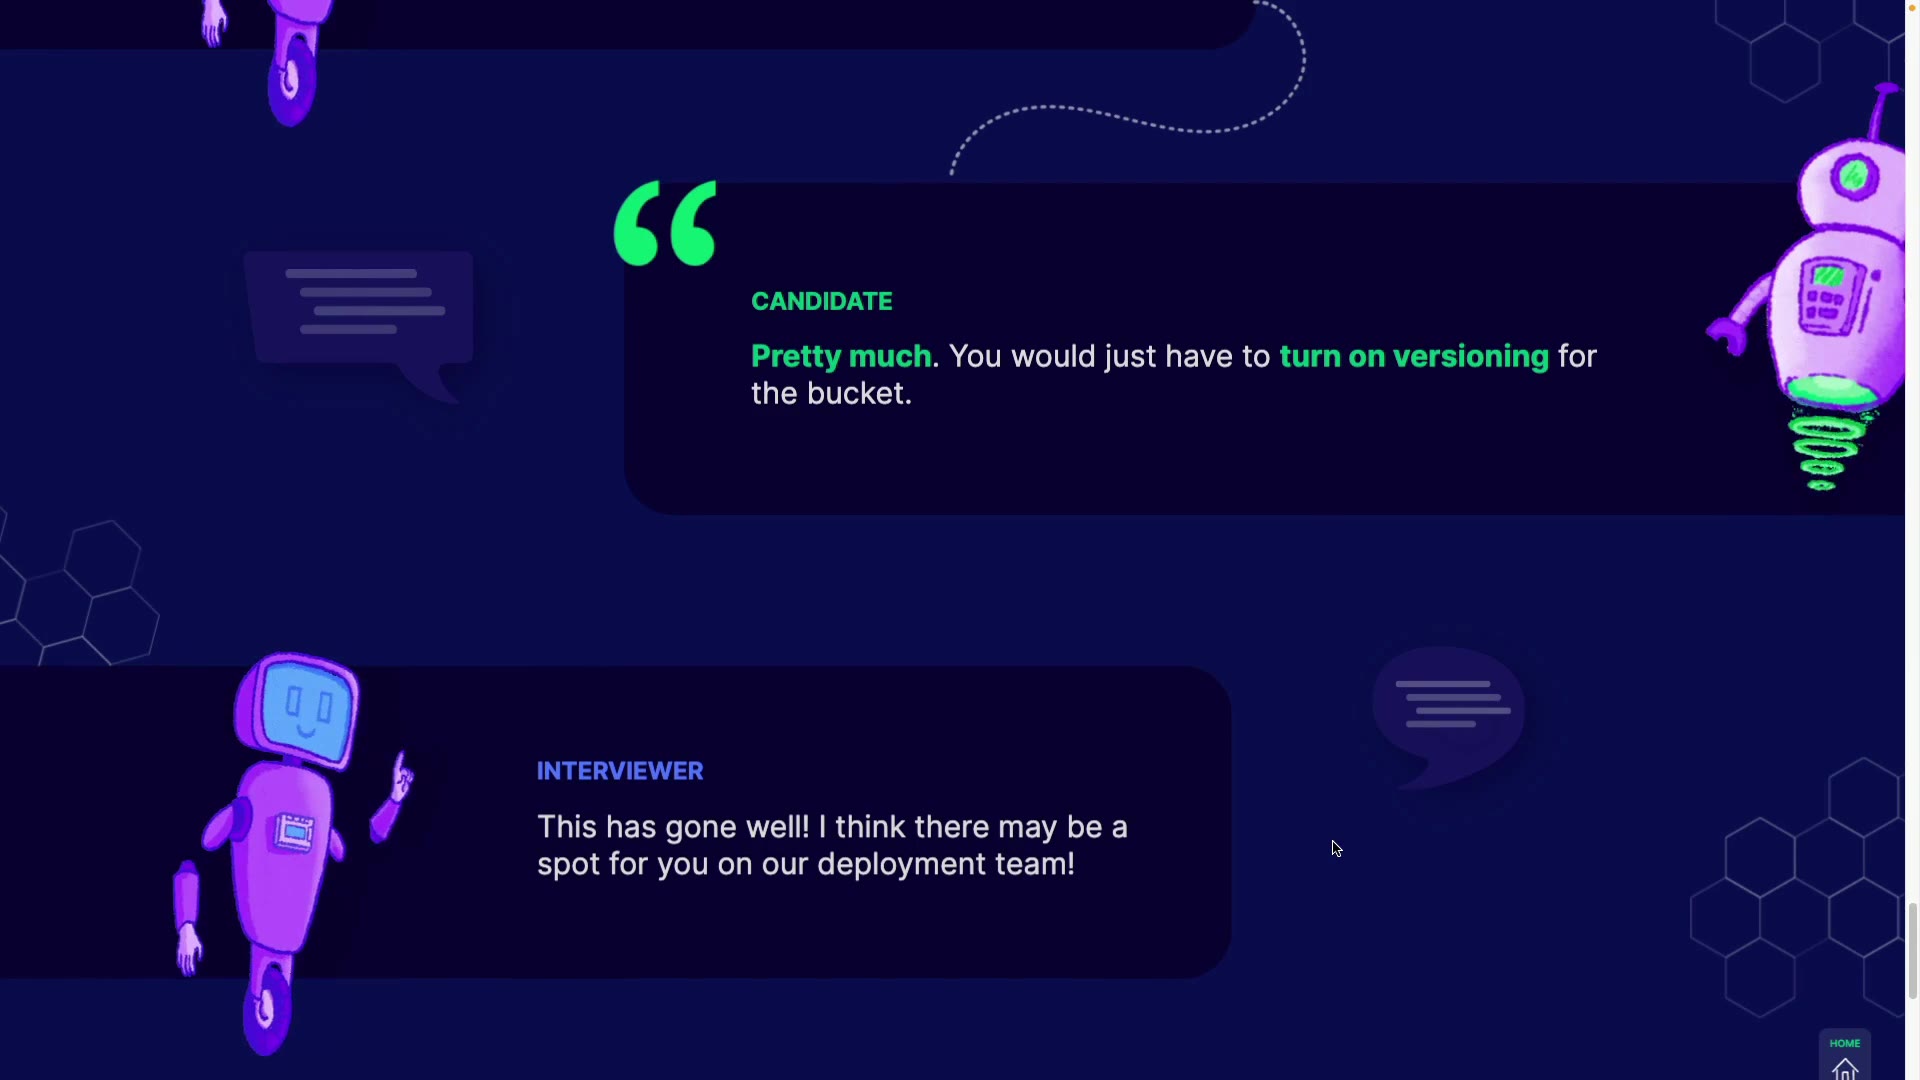 CANDIDATE
Pretty much. You would just have to turn on versioning for
the bucket.
INTERVIEWER
This has gone well! I think there may be a
spot for you on our deployment team!
HOME